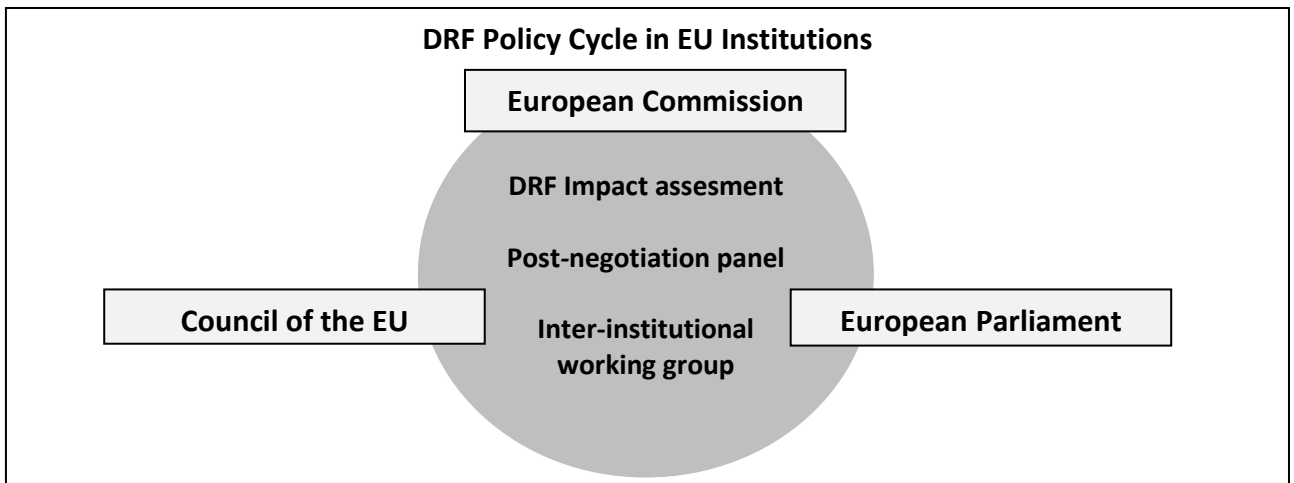 DRF Policy Cycle in EU Institutions
European Commission
DRF Impact assesment
Post-negotiation panel
Council of the EU
European Parliament
Inter-institutional
working group